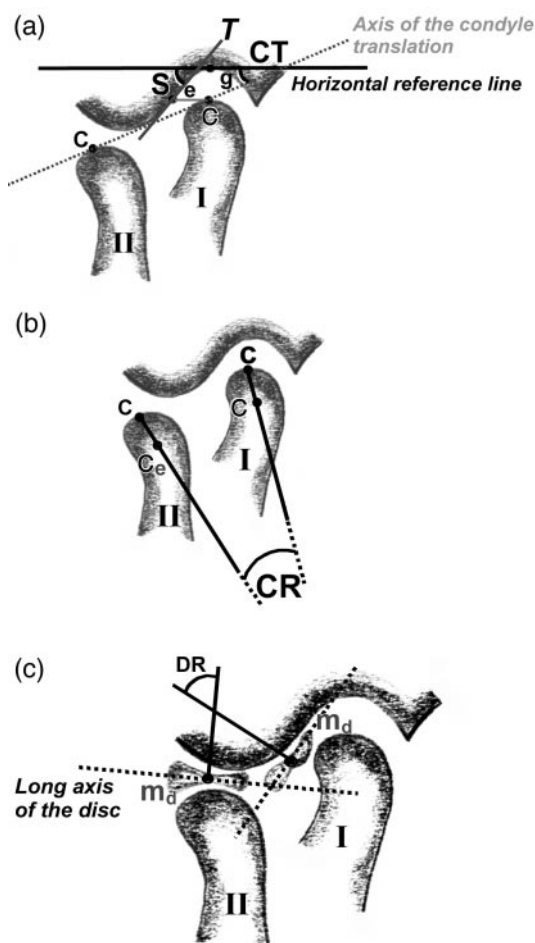 (a)
T
Axis of the condyle
translation
CT
S
e
g
Horizontal reference line
C
C
I
II
(b)
C
C
C
Ce
I
II
CR
(c)
DR
md
Long axis
of the disc
md
I
II